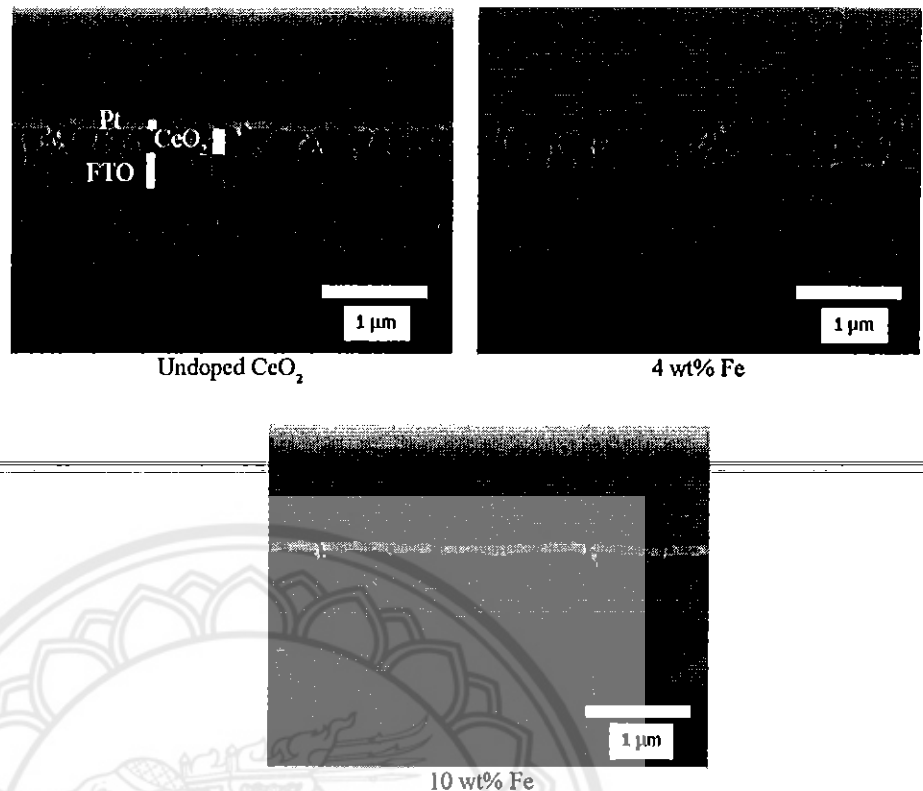 Pt
CeO₂
FTO
1 μm
1 μm
Undoped CeO₂
4 wt% Fe
1 μm
10 wt% Fe